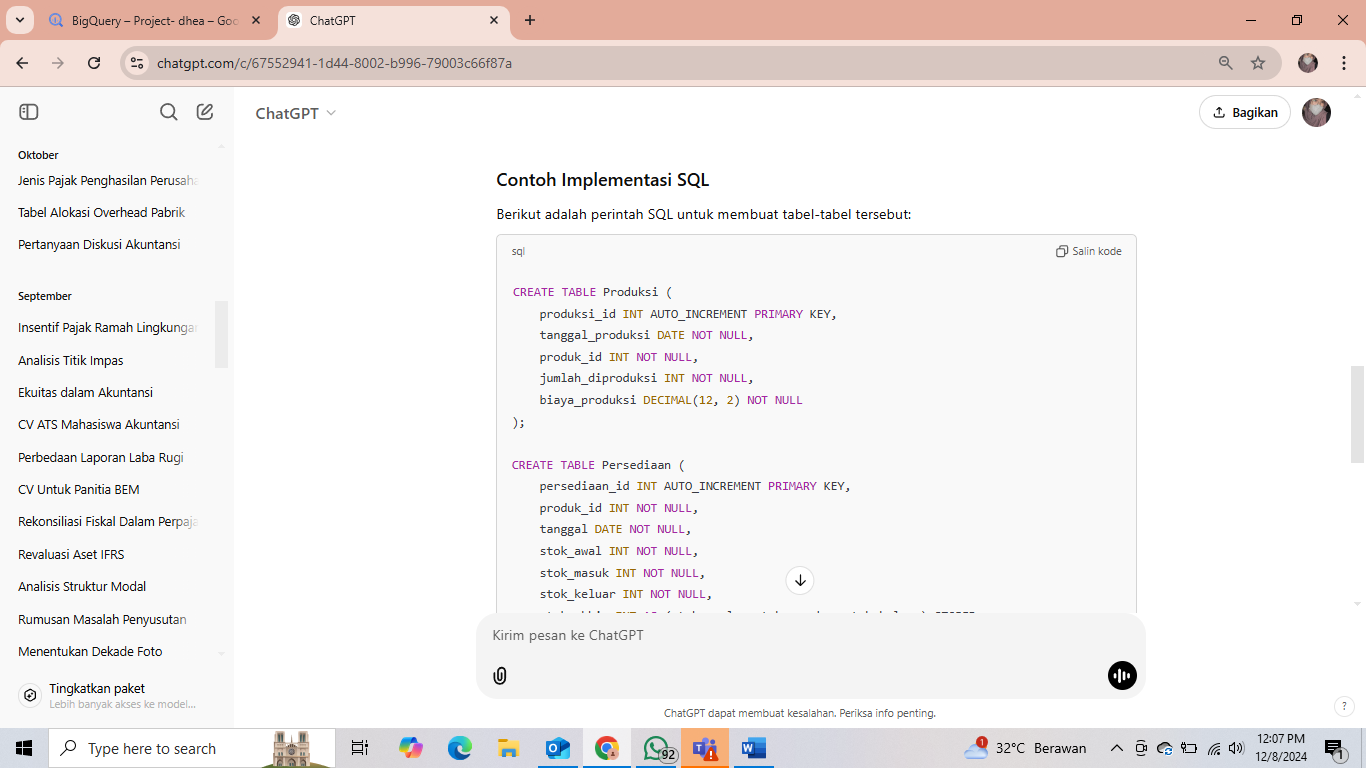 BigQuery – Project- dhea – Goo
ChatGPT
chatgpt.com/c/67552941-1d44-8002-b996-79003c66f87a
ChatGPT
Bagikan
Oktober
Jenis Pajak Penghasilan Perusaha
Tabel Alokasi Overhead Pabrik
Pertanyaan Diskusi Akuntansi
September
Insentif Pajak Ramah Lingkungan
Analisis Titik Impas
Ekuitas dalam Akuntansi
CV ATS Mahasiswa Akuntansi
Perbedaan Laporan Laba Rugi
CV Untuk Panitia BEM
Rekonsiliasi Fiskal Dalam Perpaja
Revaluasi Aset IFRS
Analisis Struktur Modal
Rumusan Masalah Penyusutan
Menentukan Dekade Foto
Tingkatkan paket
Lebih banyak akses ke model...
Contoh Implementasi SQL
Berikut adalah perintah SQL untuk membuat tabel-tabel tersebut:
sql
Salin kode
CREATE TABLE Produksi (
produksi_id INT AUTO_INCREMENT PRIMARY KEY,
tanggal_produksi DATE NOT NULL,
produk_id INT NOT NULL,
jumlah_diproduksi INT NOT NULL,
biaya_produksi DECIMAL(12, 2) NOT NULL
);
CREATE TABLE Persediaan (
persediaan_id INT AUTO_INCREMENT PRIMARY KEY,
produk_id INT NOT NULL,
tanggal DATE NOT NULL,
stok_awal INT NOT NULL,
stok_masuk INT NOT NULL,
stok_keluar INT NOT NULL,
Kirim pesan ke ChatGPT
ChatGPT dapat membuat kesalahan. Periksa info penting.
?
Type here to search
92
1
32°C Berawan
12:07 PM
12/8/2024
1